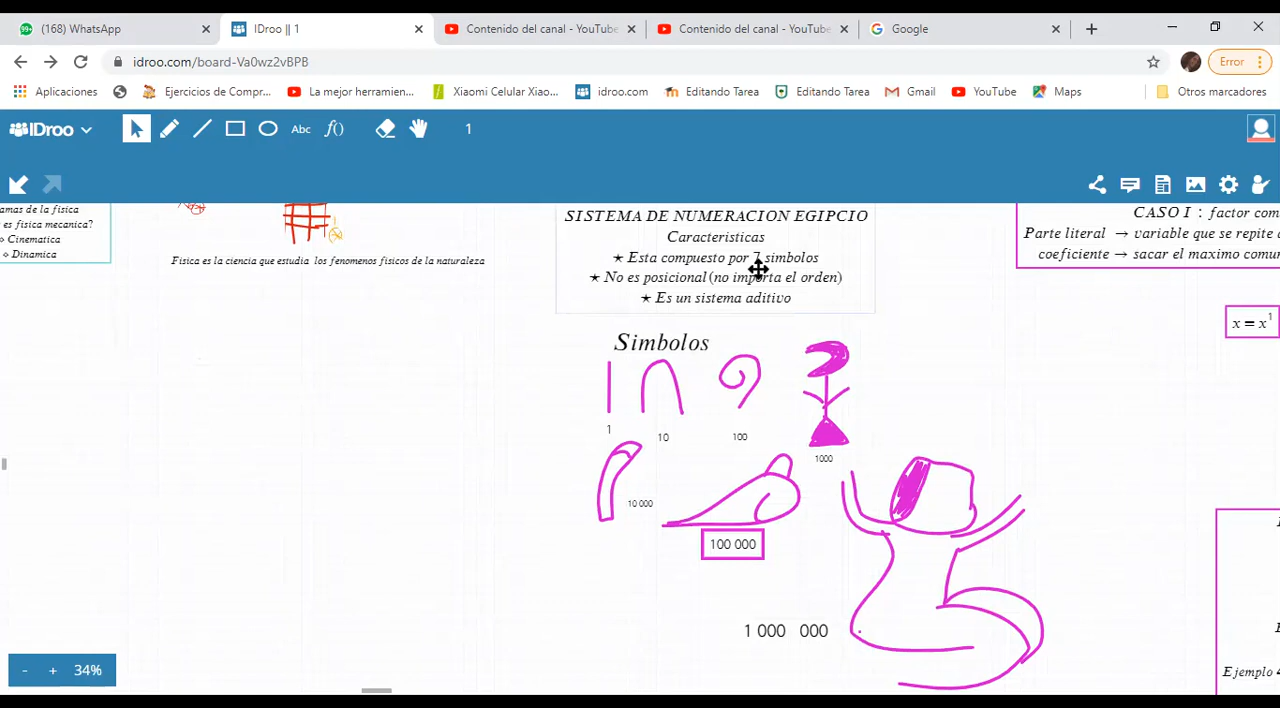 (168) WhatsApp
IDroo || 1
Contenido del canal - YouTube
Contenido del canal - YouTube
Google
idroo.com/board-Va0wz2vBPB
Error
Aplicaciones
Ejercicios de Compr...
La mejor herramien...
Xiaomi Celular Xiao...
idroo.com
Editando Tarea
Editando Tarea
Gmail
YouTube
Maps
Otros marcadores
IDroo
Abc
f()
1
amas de la fisica
e es fisica mecanica?
Cinematica
Dinamica
Fisica es la ciencia que estudia los fenomenos fisicos de la naturaleza
SISTEMA DE NUMERACION EGIPCIO
Caracteristicas
★ Esta compuesto por 7 simbolos
★ No es posicional (no importa el orden)
★ Es un sistema aditivo
Simbolos
1
10
100
1000
10 000
100 000
1 000 000
CASO I : factor com
Parte literal → variable que se repite
coeficiente → sacar el maximo comu
x = x¹
Ejemplo 4
- + 34%